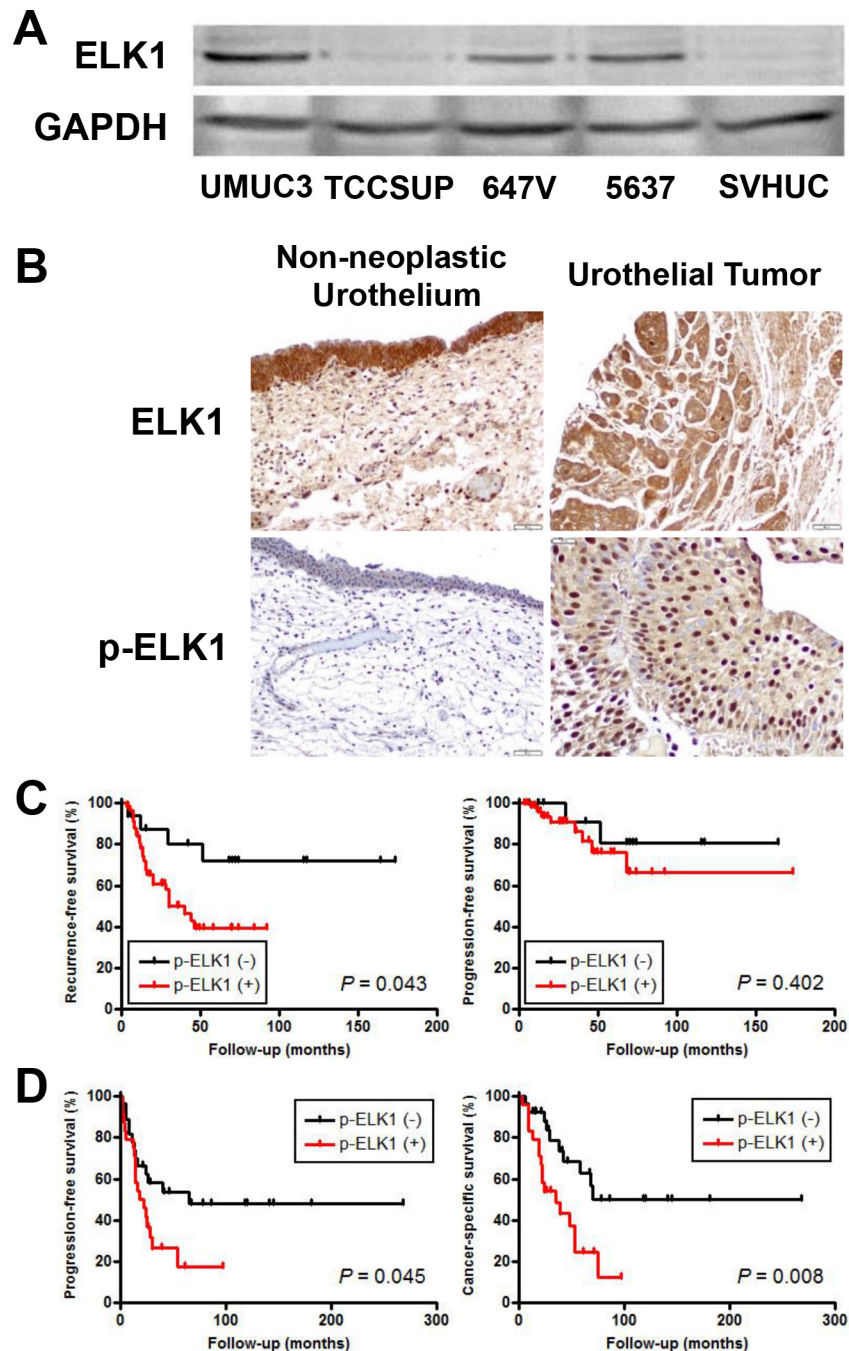 A
ELK1
GAPDH
UMUC3 TCCSUP 647V 5637 SVHUC
B
Non-neoplastic
Urothelium
Urothelial Tumor
ELK1
p-ELK1
C
Recurrence-free survival (%)
100
80
60
40
20
0
p-ELK1 (-)
p-ELK1 (+)
P = 0.043
0 50 100 150 200
Follow-up (months)
Progression-free survival (%)
100
80
60
40
20
0
p-ELK1 (-)
p-ELK1 (+)
P = 0.402
0 50 100 150 200
Follow-up (months)
D
Progression-free survival (%)
100
80
60
40
20
0
p-ELK1 (-)
p-ELK1 (+)
P = 0.045
0 100 200 300
Follow-up (months)
Cancer-specific survival (%)
100
80
60
40
20
0
p-ELK1 (-)
p-ELK1 (+)
P = 0.008
0 100 200 300
Follow-up (months)